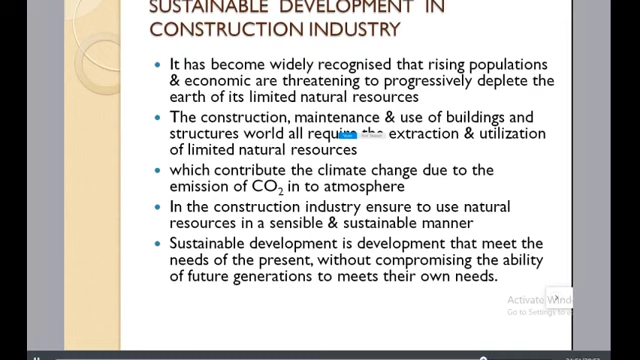 SUSTAINABLE DEVELOPMENT IN
CONSTRUCTION INDUSTRY
• It has become widely recognised that rising populations
& economic are threatening to progressively deplete the
earth of its limited natural resources
• The construction, maintenance & use of buildings and
structures world all require the extraction & utilization
of limited natural resources
• which contribute the climate change due to the
emission of CO2 in to atmosphere
• In the construction industry ensure to use natural
resources in a sensible & sustainable manner
• Sustainable development is development that meet the
needs of the present, without compromising the ability
of future generations to meets their own needs.
Activate Wind
Go to Settings to a